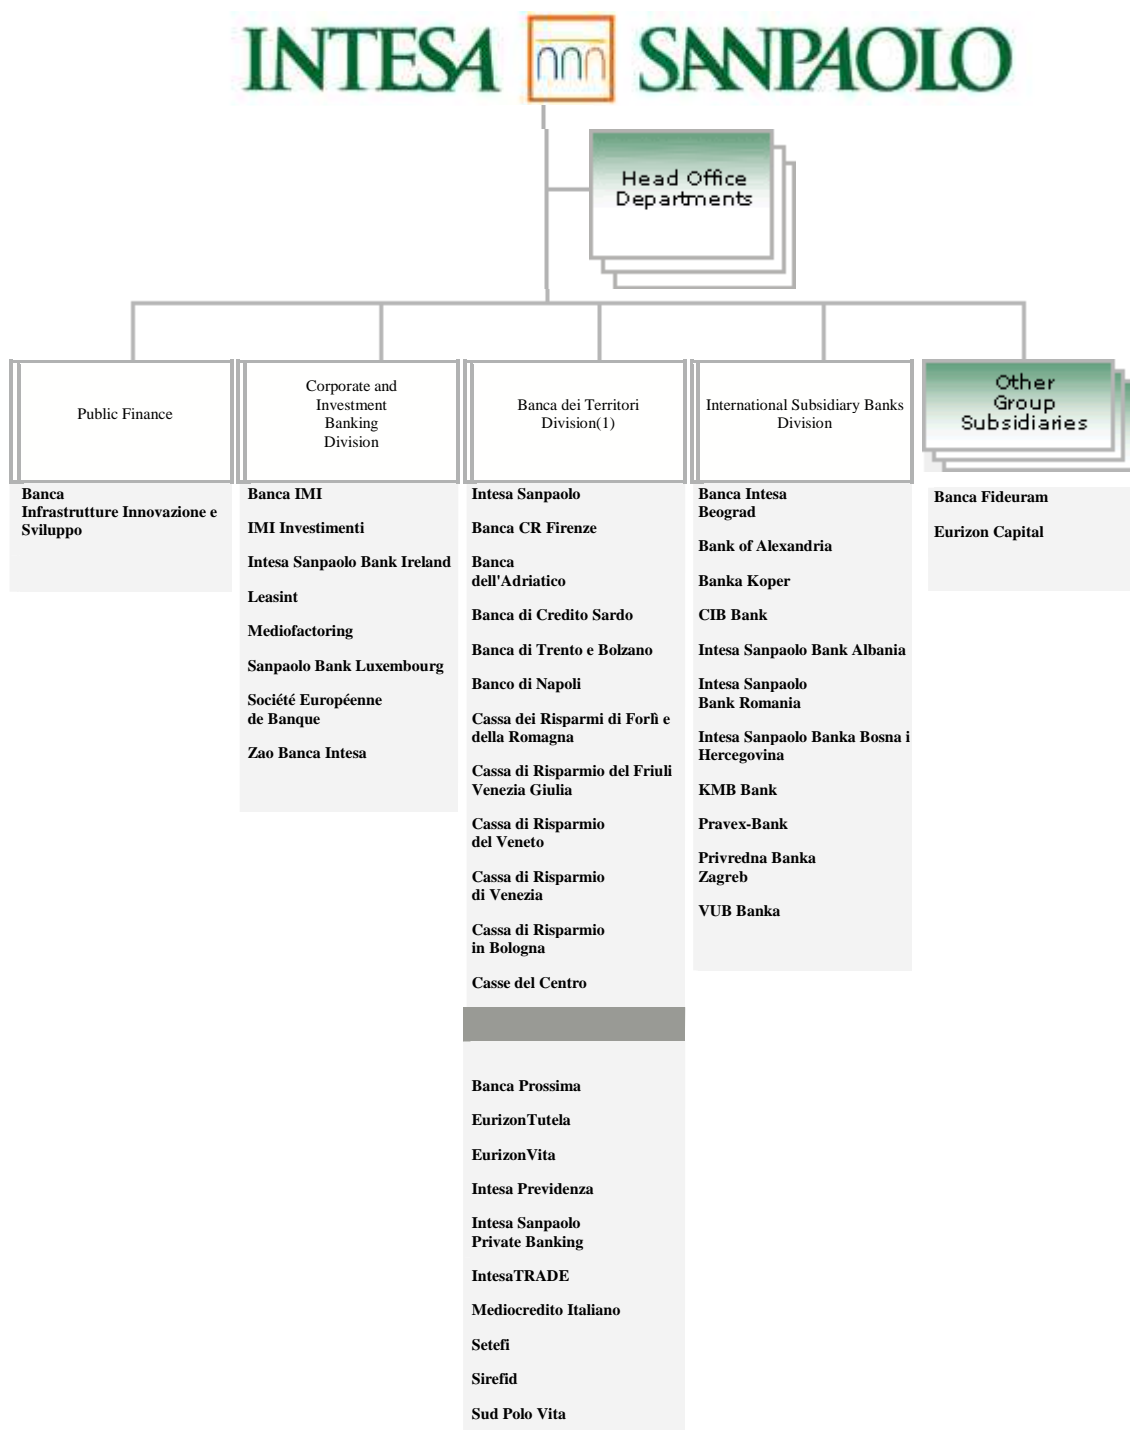 INTESA SANPAOLO
Head Office
Departments
Public Finance
Corporate and
Investment
Banking
Division
Banca dei Territori
Division(1)
International Subsidiary Banks
Division
Other
Group
Subsidiaries
Banca
Infrastrutture Innovazione e
Sviluppo
Banca IMI
IMI Investimenti
Intesa Sanpaolo Bank Ireland
Leasint
Mediofactoring
Sanpaolo Bank Luxembourg
Société Européenne
de Banque
Zao Banca Intesa
Intesa Sanpaolo
Banca CR Firenze
Banca
dell'Adriatico
Banca di Credito Sardo
Banca di Trento e Bolzano
Banco di Napoli
Cassa dei Risparmi di Forlì e
della Romagna
Cassa di Risparmio del Friuli
Venezia Giulia
Cassa di Risparmio
del Veneto
Cassa di Risparmio
di Venezia
Cassa di Risparmio
in Bologna
Casse del Centro
Banca Prossima
EurizonTutela
EurizonVita
Intesa Previdenza
Intesa Sanpaolo
Private Banking
IntesaTRADE
Mediocredito Italiano
Setefi
Sirefid
Sud Polo Vita
Banca Intesa
Beograd
Bank of Alexandria
Banka Koper
CIB Bank
Intesa Sanpaolo Bank Albania
Intesa Sanpaolo
Bank Romania
Intesa Sanpaolo Banka Bosna i
Hercegovina
KMB Bank
Pravex-Bank
Privredna Banka
Zagreb
VUB Banka
Banca Fideuram
Eurizon Capital